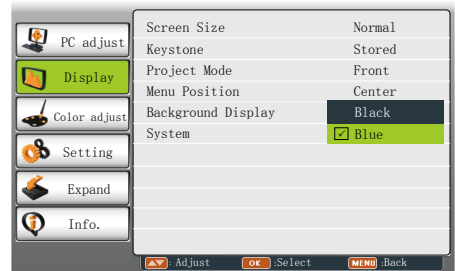 PC adjust
Display
Color adjust
Setting
Expand
Info.
Screen Size Normal
Keystone Stored
Project Mode Front
Menu Position Center
Background Display Black
System Blue
: Adjust OK :Select MENU :Back